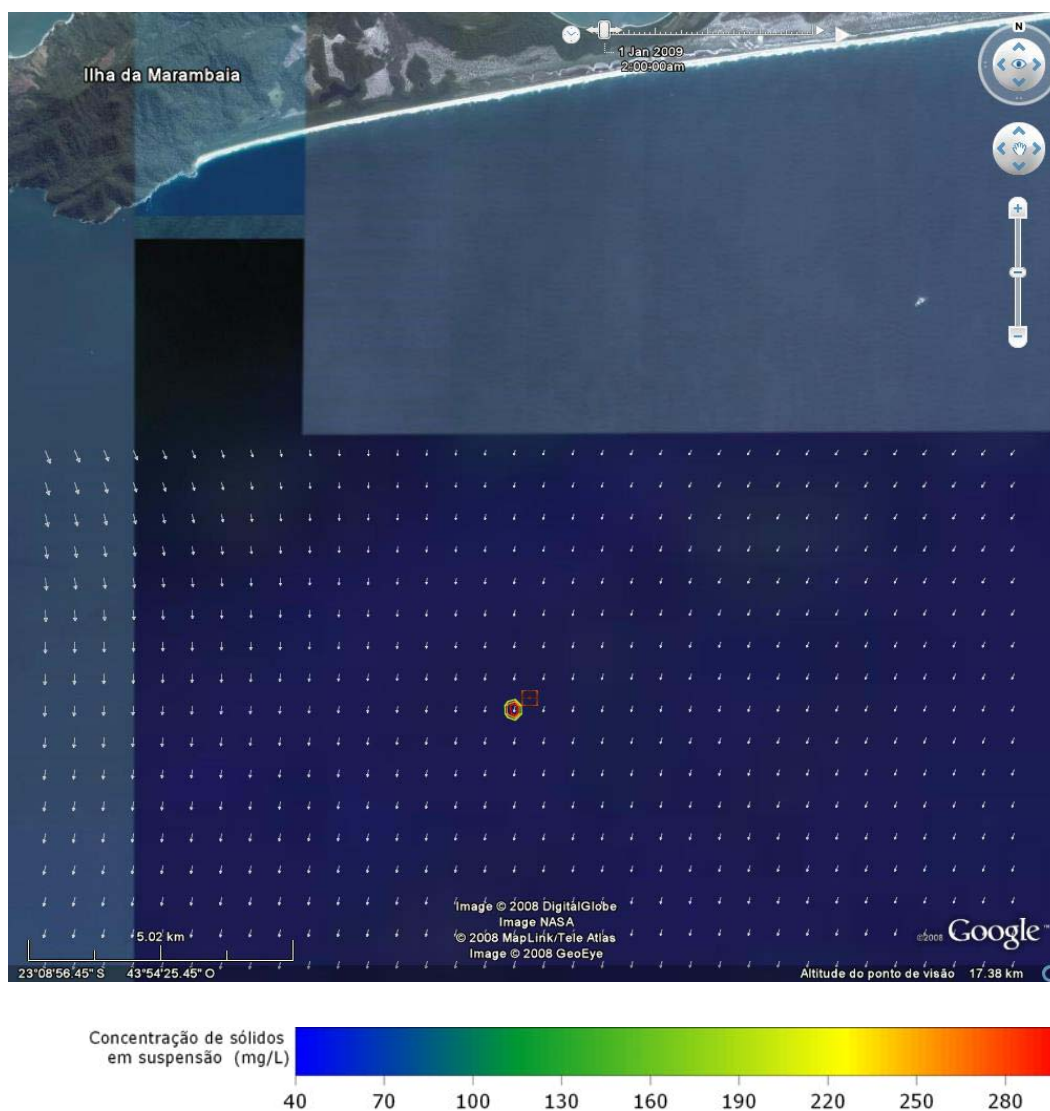 N
1 Jan 2009
2:00:00am
Ilha da Marambaia
Image © 2008 DigitalGlobe
Image NASA
© 2008 MapLink/Tele Atlas
Image © 2008 GeoEye
5.02 km
©2008 Google™
23°08'56.45" S 43°54'25.45" O
Altitude do ponto de visão 17.38 km
Concentração de sólidos
em suspensão (mg/L)
40 70 100 130 160 190 220 250 280